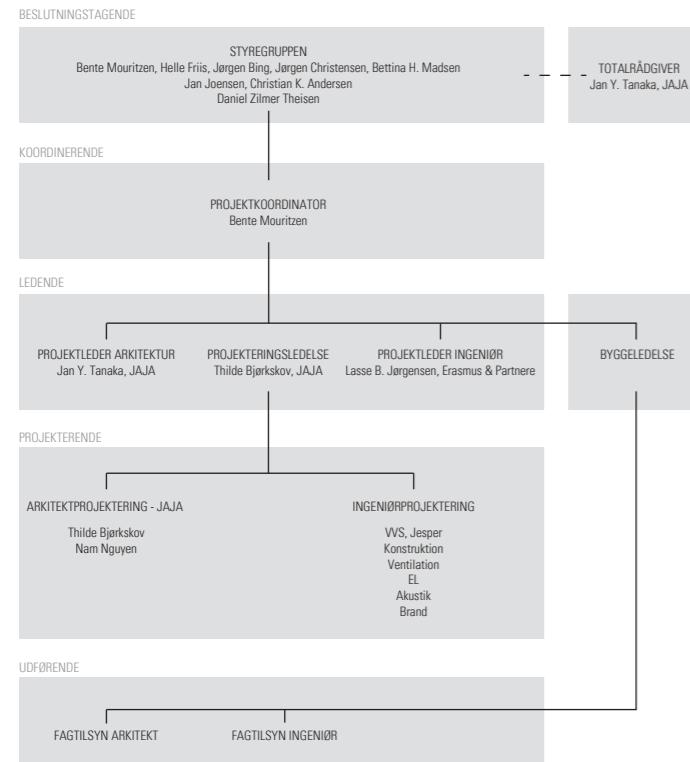 BESLUTNINGSTAGENDE
STYREGRUPPEN
Bente Mouritzen, Helle Friis, Jørgen Bing, Jørgen Christensen, Bettina H. Madsen
Jan Joensen, Christian K. Andersen
Daniel Zilmer Theisen
TOTALRÅDGIVER
Jan Y. Tanaka, JAJA
KOORDINERENDE
PROJEKTKOORDINATOR
Bente Mouritzen
LEDENDE
PROJEKTLEDER ARKITEKTUR
Jan Y. Tanaka, JAJA
PROJEKTERINGSLEDELSE
Thilde Bjørkskov, JAJA
PROJEKTLEDER INGENIØR
Lasse B. Jørgensen, Erasmus & Partnere
BYGGELEDELSE
PROJEKTERENDE
ARKITEKTPROJEKTERING - JAJA
Thilde Bjørkskov
Nam Nguyen
INGENIØRPROJEKTERING
VVS, Jesper
Konstruktion
Ventilation
EL
Akustik
Brand
UDFØRENDE
FAGTILSYN ARKITEKT
FAGTILSYN INGENIØR